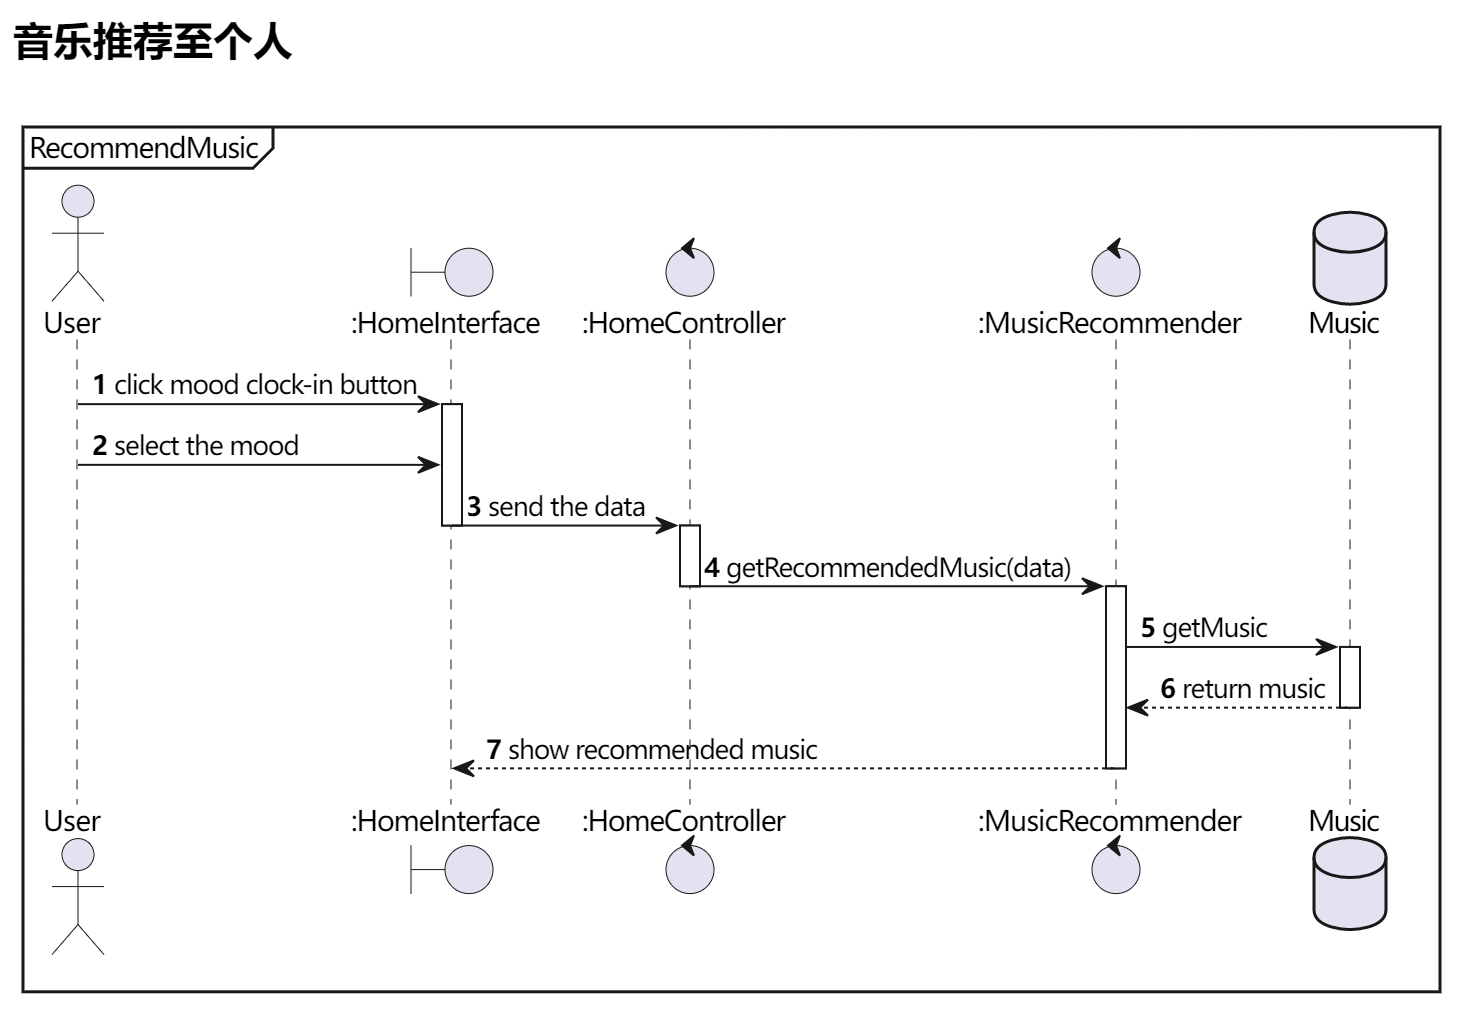 音乐推荐至个人
RecommendMusic
User
:HomeInterface
:HomeController
:MusicRecommender
Music
1 click mood clock-in button
2 select the mood
3 send the data
4 getRecommendedMusic(data)
5 getMusic
6 return music
7 show recommended music
User
:HomeInterface
:HomeController
:MusicRecommender
Music